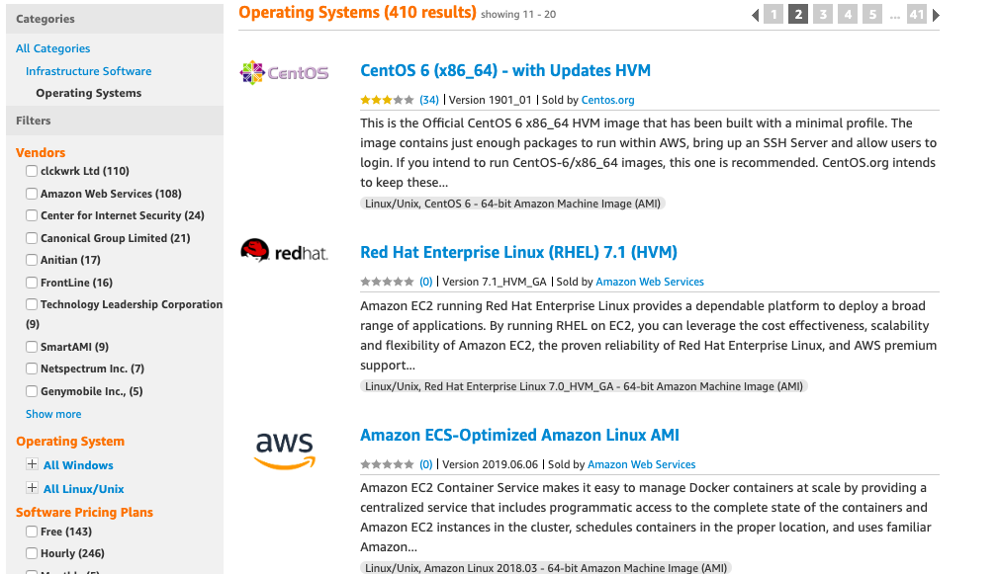 Categories
All Categories
Infrastructure Software
Operating Systems
Filters
Vendors
clckwrk Ltd (110)
Amazon Web Services (108)
Center for Internet Security (24)
Canonical Group Limited (21)
Anitian (17)
FrontLine (16)
Technology Leadership Corporation
(9)
SmartAMI (9)
Netspectrum Inc. (7)
Genymobile Inc., (5)
Show more
Operating System
All Windows
All Linux/Unix
Software Pricing Plans
Free (143)
Hourly (246)
Operating Systems (410 results) showing 11 - 20
1 2 3 4 5 ... 41
CentOS
CentOS 6 (x86_64) - with Updates HVM
(34) | Version 1901_01 | Sold by Centos.org
This is the Official CentOS 6 x86_64 HVM image that has been built with a minimal profile. The
image contains just enough packages to run within AWS, bring up an SSH Server and allow users to
login. If you intend to run CentOS-6/x86_64 images, this one is recommended. CentOS.org intends
to keep these...
Linux/Unix, CentOS 6 - 64-bit Amazon Machine Image (AMI)
redhat.
Red Hat Enterprise Linux (RHEL) 7.1 (HVM)
(0) | Version 7.1_HVM_GA | Sold by Amazon Web Services
Amazon EC2 running Red Hat Enterprise Linux provides a dependable platform to deploy a broad
range of applications. By running RHEL on EC2, you can leverage the cost effectiveness, scalability
and flexibility of Amazon EC2, the proven reliability of Red Hat Enterprise Linux, and AWS premium
support...
Linux/Unix, Red Hat Enterprise Linux 7.0_HVM_GA - 64-bit Amazon Machine Image (AMI)
aws
Amazon ECS-Optimized Amazon Linux AMI
(0) | Version 2019.06.06 | Sold by Amazon Web Services
Amazon EC2 Container Service makes it easy to manage Docker containers at scale by providing a
centralized service that includes programmatic access to the complete state of the containers and
Amazon EC2 instances in the cluster, schedules containers in the proper location, and uses familiar
Amazon...
Linux/Unix, Amazon Linux 2018.03 - 64-bit Amazon Machine Image (AMI)